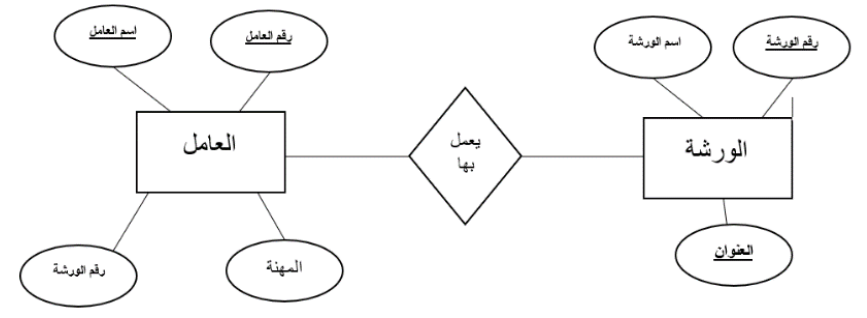 رقم الورشة
اسم الورشة
رقم العامل
اسم العامل
الورشة
يعمل
بها
العامل
العنوان
المهنة
رقم الورشة